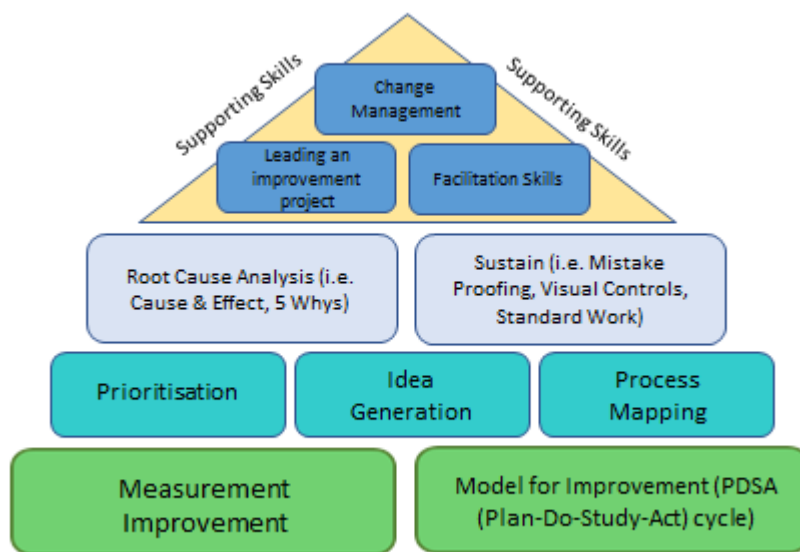 Supporting Skills
Supporting Skills
Change
Management
Leading an
improvement
project
Facilitation Skills
Root Cause Analysis (i.e.
Cause & Effect, 5 Whys)
Sustain (i.e. Mistake
Proofing, Visual Controls,
Standard Work)
Prioritisation
Idea
Generation
Process
Mapping
Measurement
Improvement
Model for Improvement (PDSA
(Plan-Do-Study-Act) cycle)